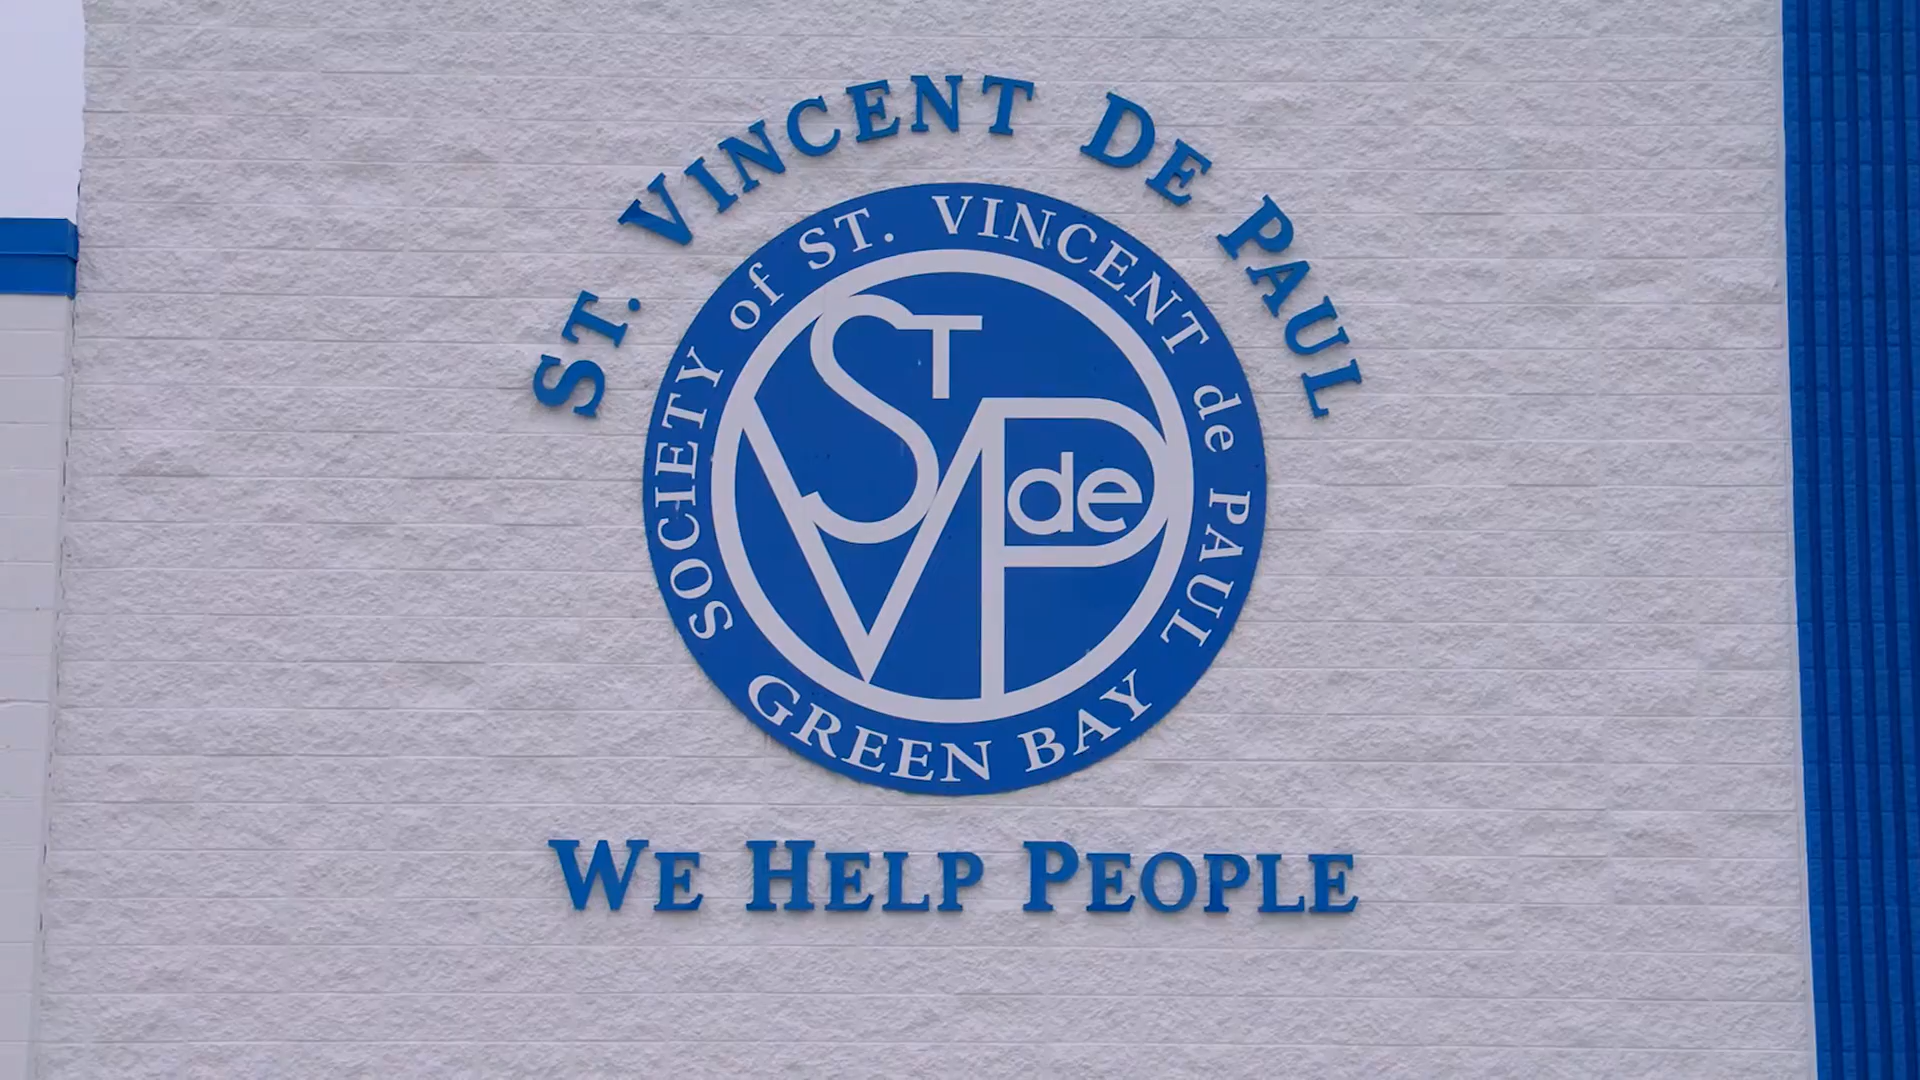 ST. VINCENT DE PAUL
SOCIETY of ST. VINCENT de PAUL
ST
V P de
GREEN BAY
WE HELP PEOPLE